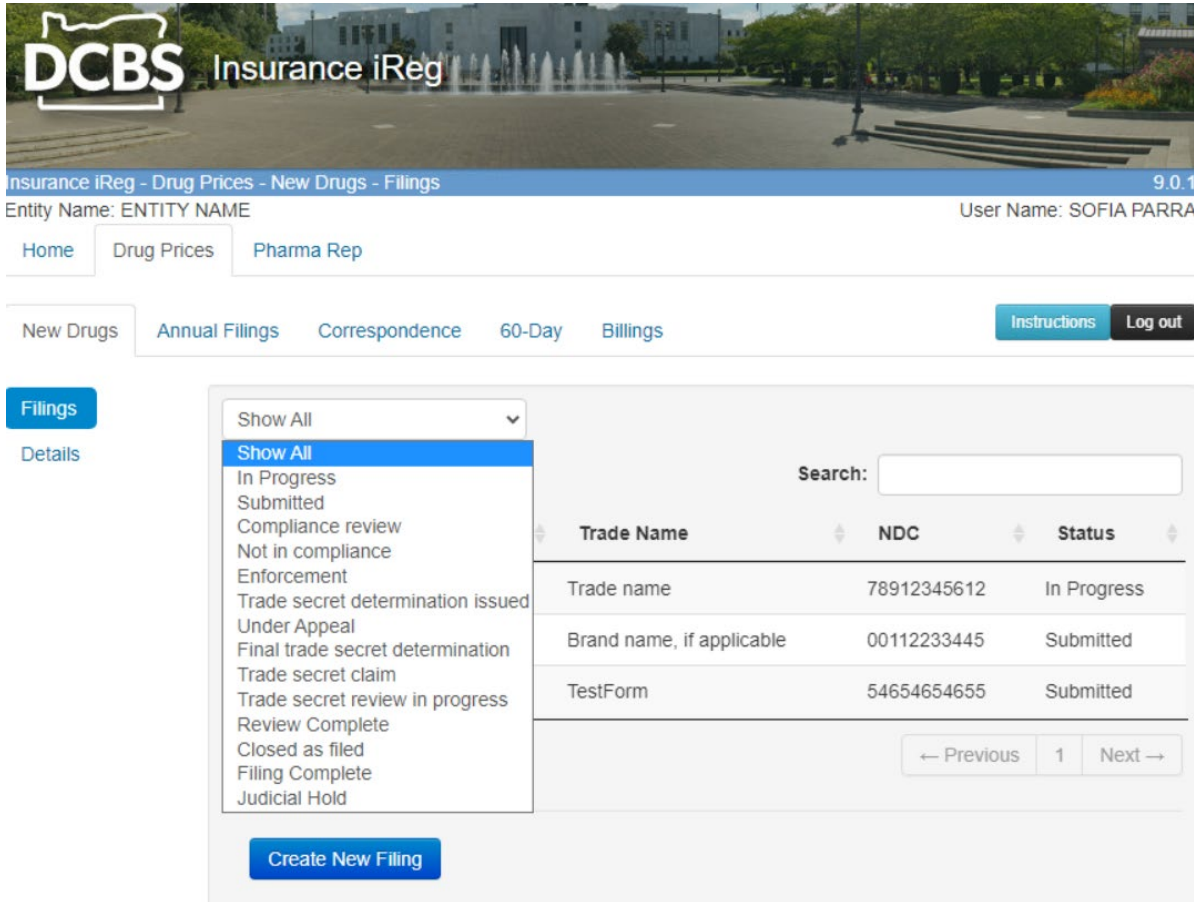 DCBS Insurance iReg
Insurance iReg - Drug Prices - New Drugs - Filings 9.0.1
Entity Name: ENTITY NAME User Name: SOFIA PARRA
Home Drug Prices Pharma Rep
New Drugs Annual Filings Correspondence 60-Day Billings Instructions Log out
Filings
Details
Show All
Show All
In Progress
Submitted
Compliance review
Not in compliance
Enforcement
Trade secret determination issued
Under Appeal
Final trade secret determination
Trade secret claim
Trade secret review in progress
Review Complete
Closed as filed
Filing Complete
Judicial Hold
Search:
Trade Name NDC Status
Trade name 78912345612 In Progress
Brand name, if applicable 00112233445 Submitted
TestForm 54654654655 Submitted
← Previous 1 Next →
Create New Filing